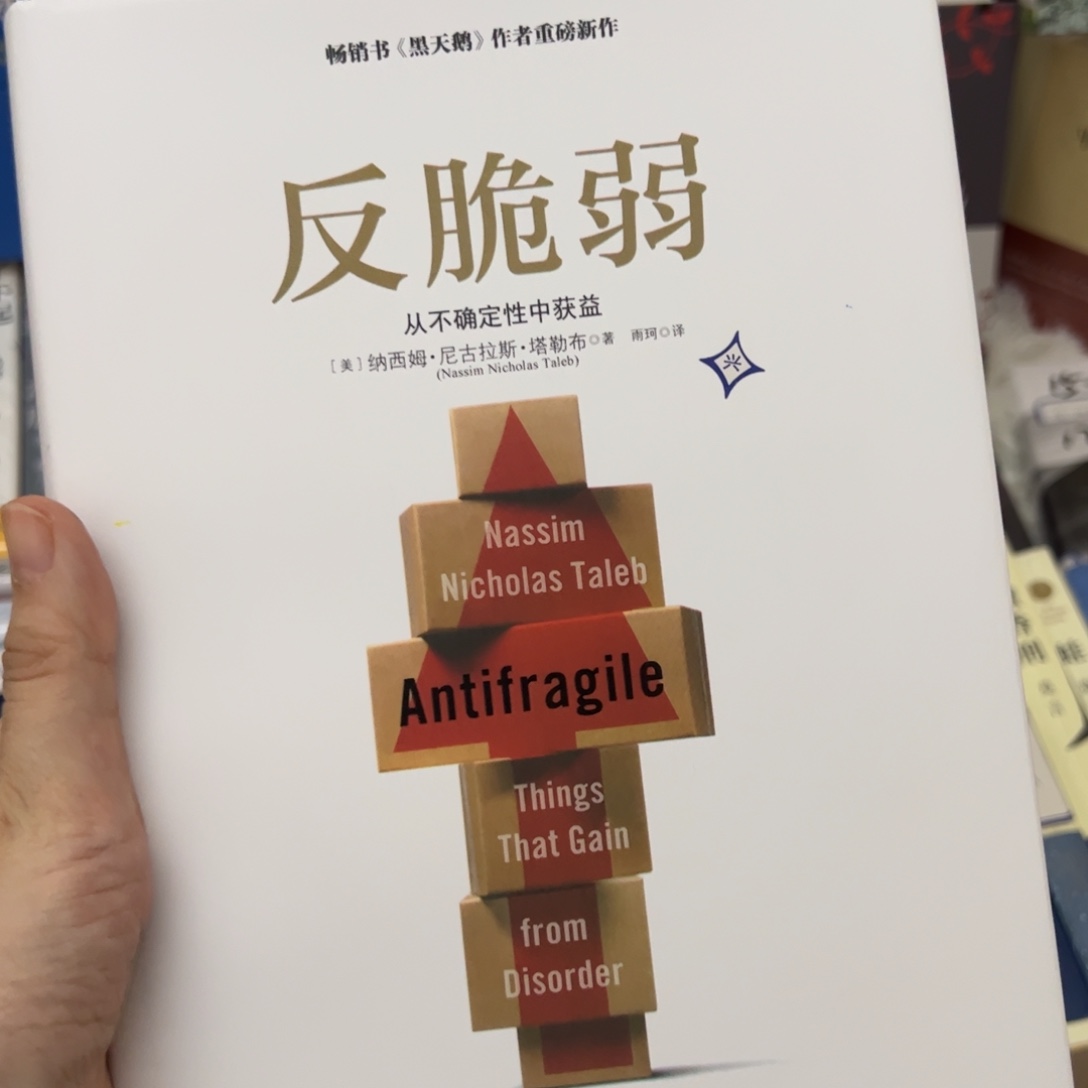 畅销书《黑天鹅》作者重磅新作
反脆弱
从不确定性中获益
[美]纳西姆·尼古拉斯·塔勒布◎著 雨珂◎译
(Nassim Nicholas Taleb)
兴
Nassim
Nicholas Taleb
Antifragile
Things
That Gain
from
Disorder